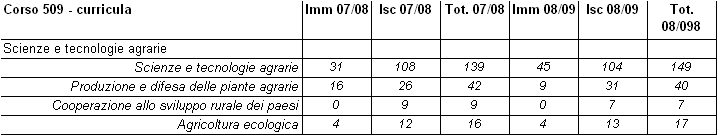 Corso 509 - curricula Imm 07/08 Isc 07/08 Tot. 07/08 Imm 08/09 Isc 08/09 Tot. 08/098
Scienze e tecnologie agrarie
Scienze e tecnologie agrarie 31 108 139 45 104 149
Produzione e difesa delle piante agrarie 16 26 42 9 31 40
Cooperazione allo sviluppo rurale dei paesi 0 9 9 0 7 7
Agricoltura ecologica 4 12 16 4 13 17